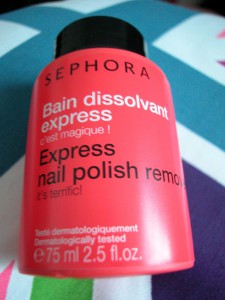 SEPHORA
Bain dissolvant
express
c'est magique !
Express
nail polish remov
It's terrific!
Testé dermatologiquement
Dermatologically tested
e 75 ml 2.5 fl.oz.